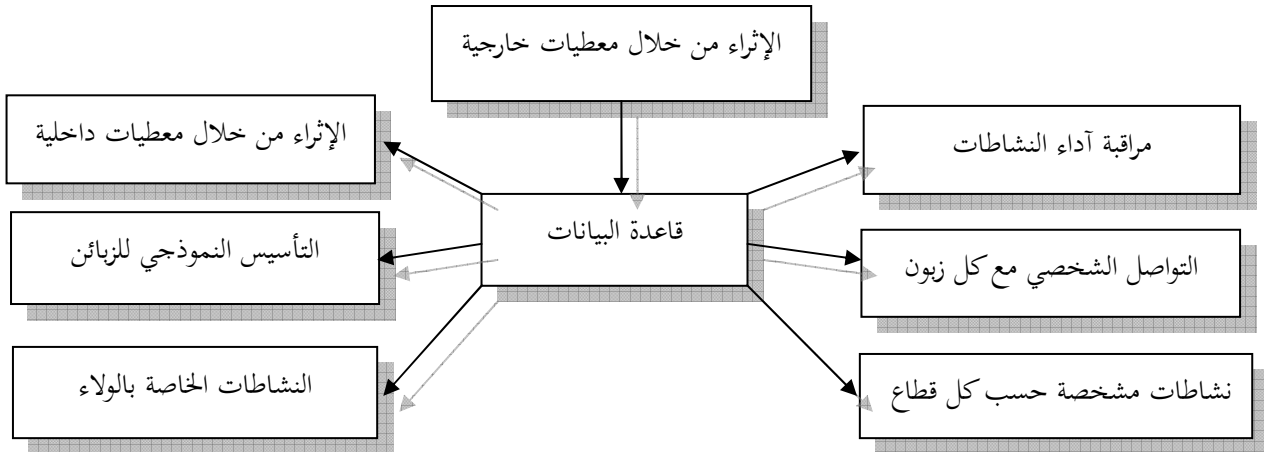 الإثراء من خلال معطيات خارجية
مراقبة آداء النشاطات
الإثراء من خلال معطيات داخلية
قاعدة البيانات
التواصل الشخصي مع كل زبون
التأسيس النموذجي للزبائن
نشاطات مشخصة حسب كل قطاع
النشاطات الخاصة بالولاء